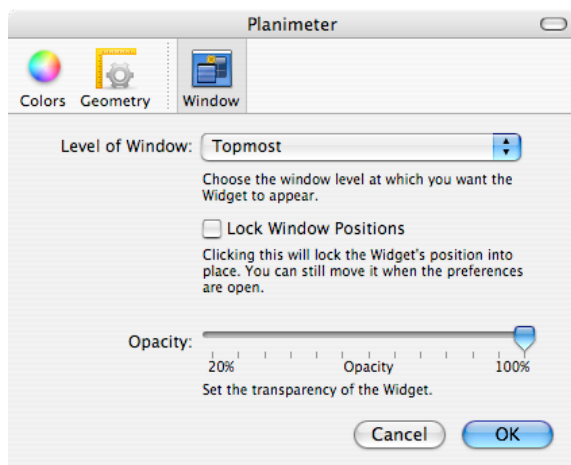 Planimeter
Colors Geometry Window
Level of Window: Topmost
Choose the window level at which you want the
Widget to appear.
Lock Window Positions
Clicking this will lock the Widget's position into
place. You can still move it when the preferences
are open.
Opacity:
20% Opacity 100%
Set the transparency of the Widget.
Cancel OK